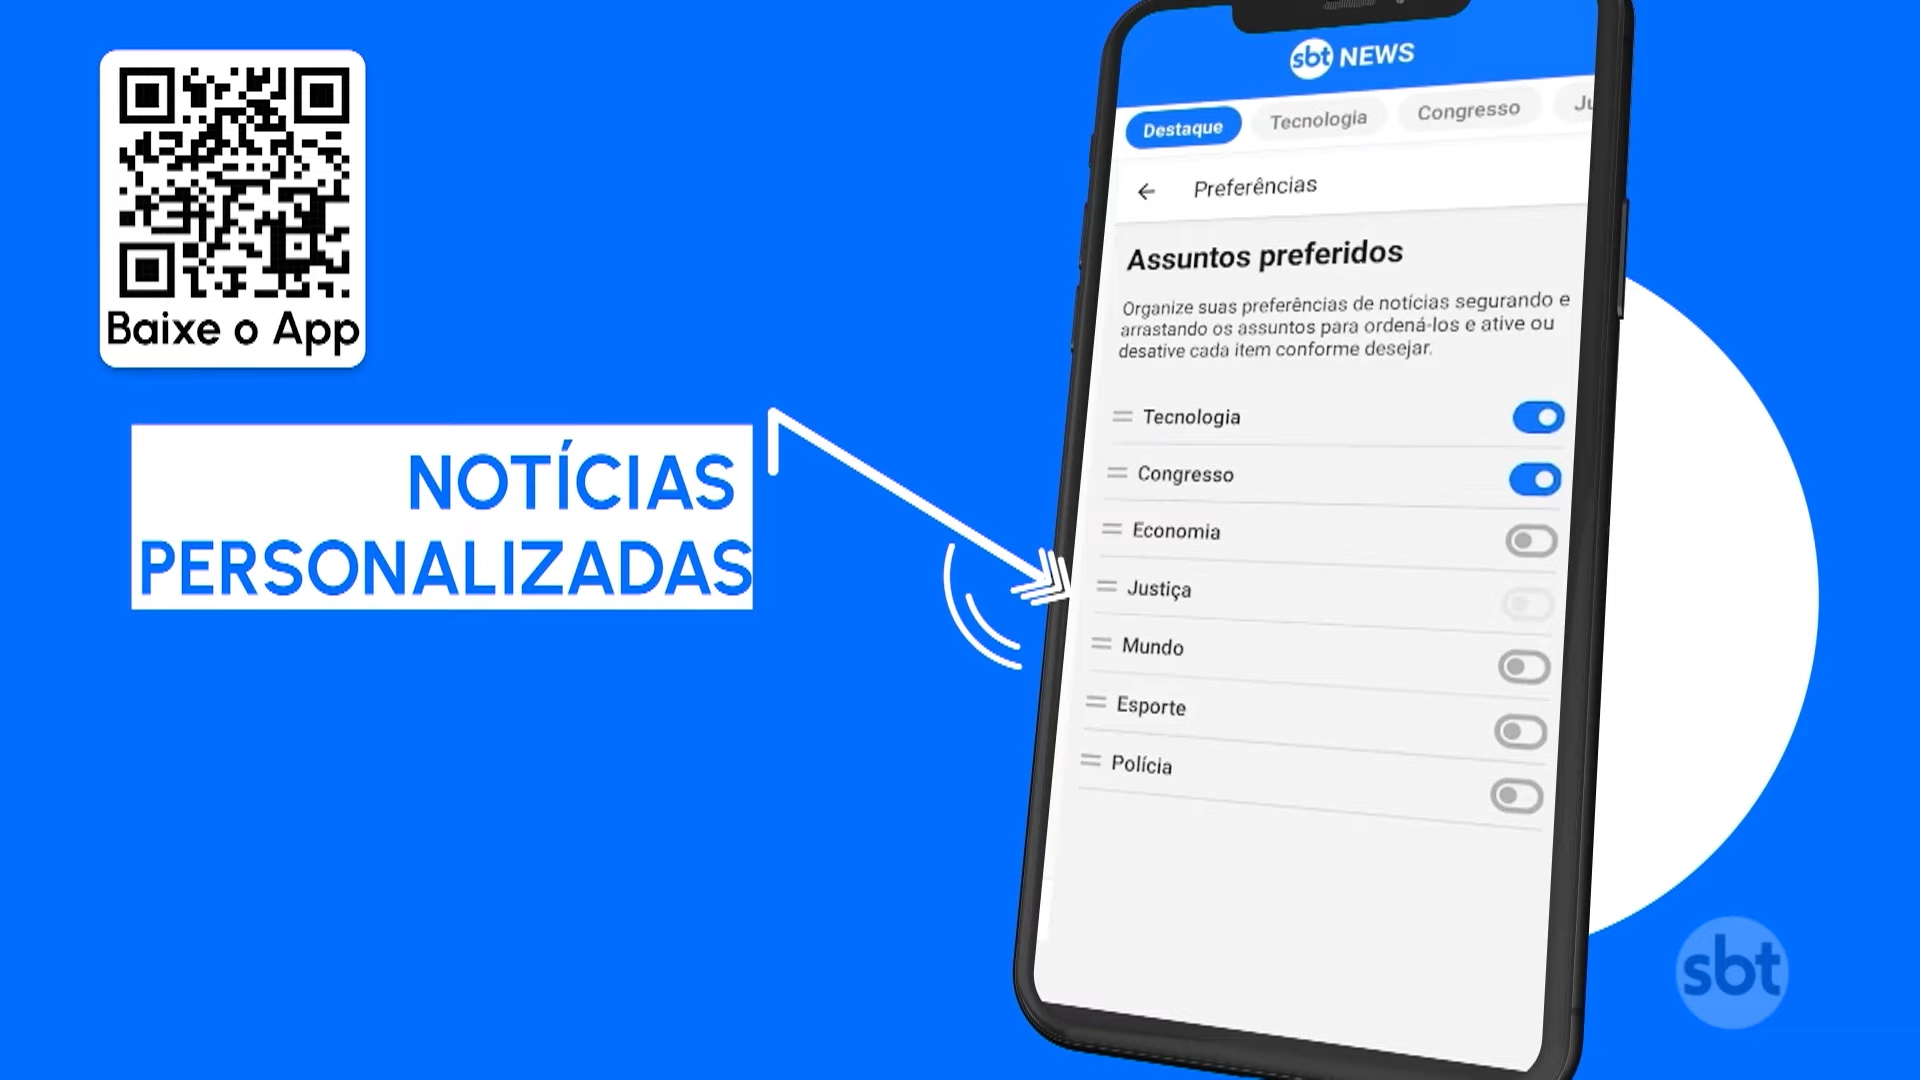 Baixe o App
NOTÍCIAS
PERSONALIZADAS
sbt NEWS
Destaque Tecnologia Congresso Ju
Preferências
Assuntos preferidos
Organize suas preferências de notícias segurando e
arrastando os assuntos para ordená-los e ative ou
desative cada item conforme desejar.
Tecnologia
Congresso
Economia
Justiça
Mundo
Esporte
Polícia
sbt